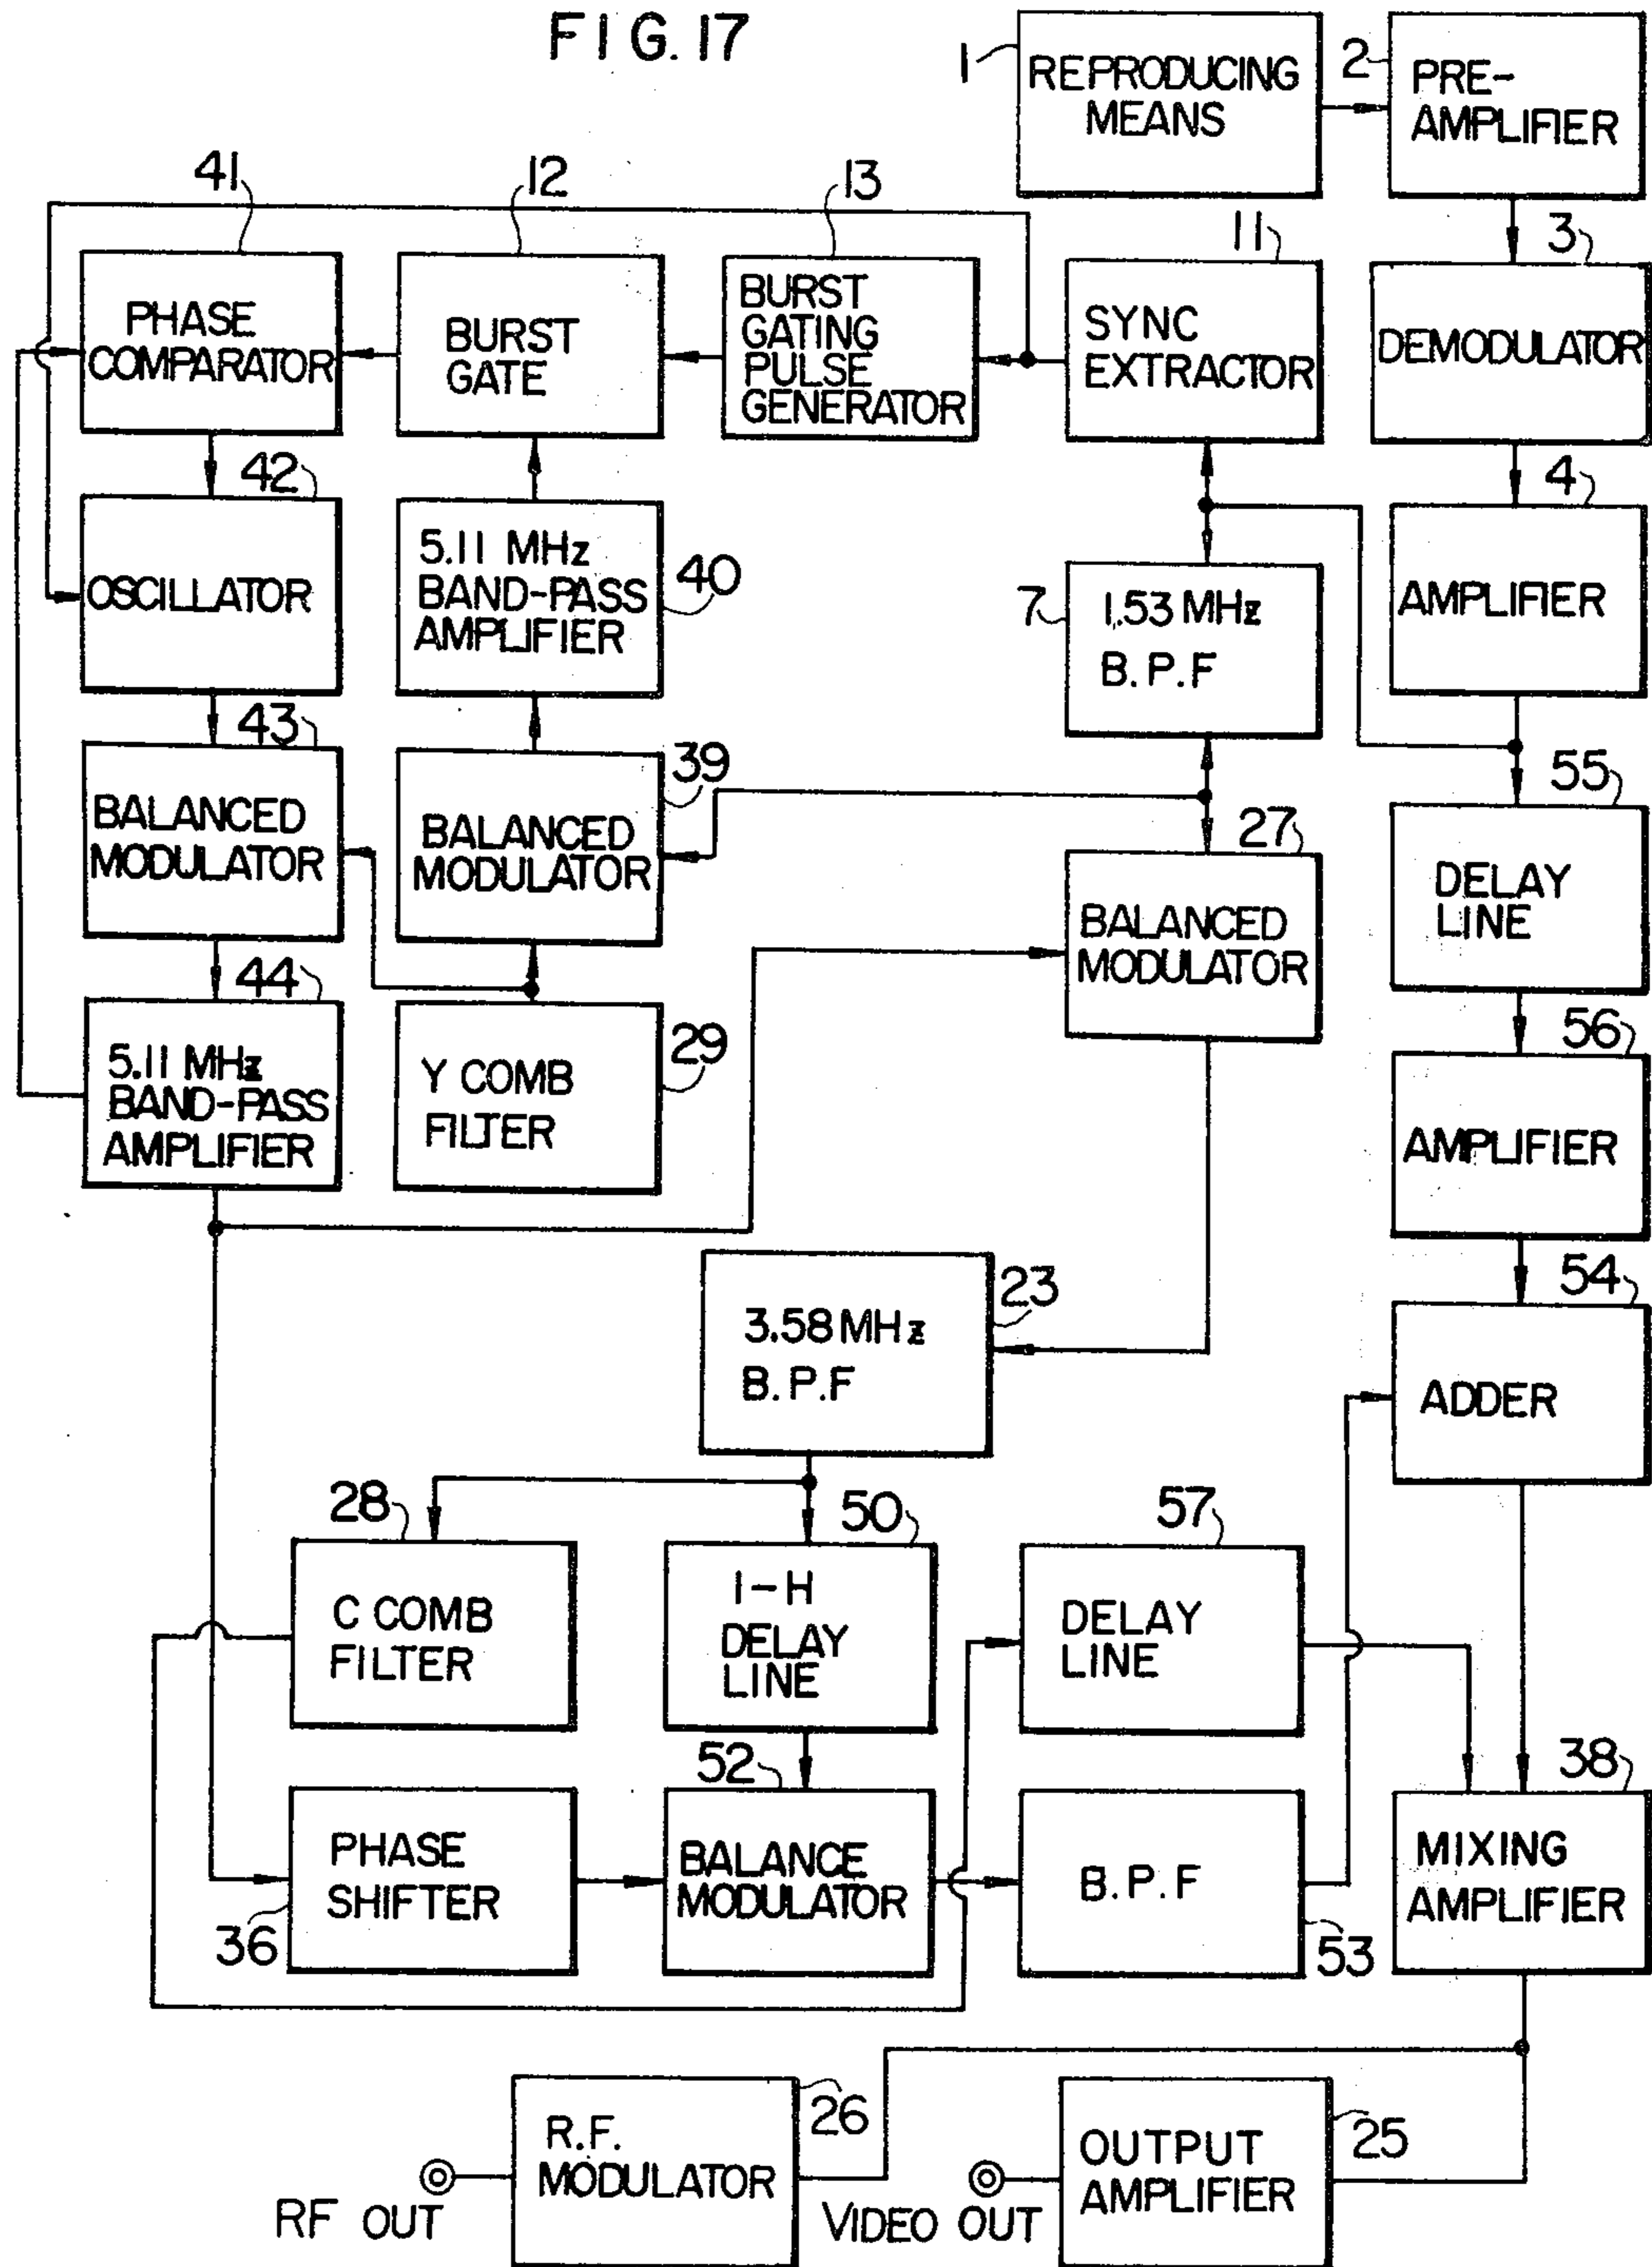 FIG. 17
1
REPRODUCING
MEANS
2
PRE-
AMPLIFIER
41
PHASE
COMPARATOR
12
BURST
GATE
13
BURST
GATING
PULSE
GENERATOR
11
SYNC
EXTRACTOR
3
DEMODULATOR
42
OSCILLATOR
5.11 MHz
BAND-PASS
AMPLIFIER
40
7
1.53 MHz
B.P.F
4
AMPLIFIER
43
BALANCED
MODULATOR
39
BALANCED
MODULATOR
27
BALANCED
MODULATOR
55
DELAY
LINE
44
5.11 MHz
BAND-PASS
AMPLIFIER
29
Y COMB
FILTER
56
AMPLIFIER
23
3.58 MHz
B.P.F
54
ADDER
28
C COMB
FILTER
50
1-H
DELAY
LINE
57
DELAY
LINE
36
PHASE
SHIFTER
52
BALANCE
MODULATOR
B.P.F
53
38
MIXING
AMPLIFIER
26
R.F.
MODULATOR
RF OUT
25
OUTPUT
AMPLIFIER
VIDEO OUT